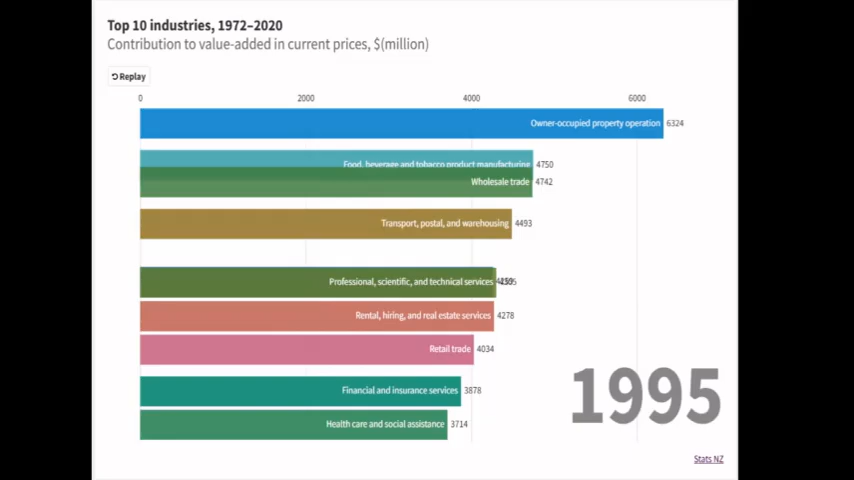 Top 10 industries, 1972–2020
Contribution to value-added in current prices, $(million)
Replay
0 2000 4000 6000
Owner-occupied property operation 6324
Food, beverage and tobacco product manufacturing 4750
Wholesale trade 4742
Transport, postal, and warehousing 4493
Professional, scientific, and technical services
Rental, hiring, and real estate services 4278
Retail trade 4034
Financial and insurance services 3878
Health care and social assistance 3714
1995
Stats NZ